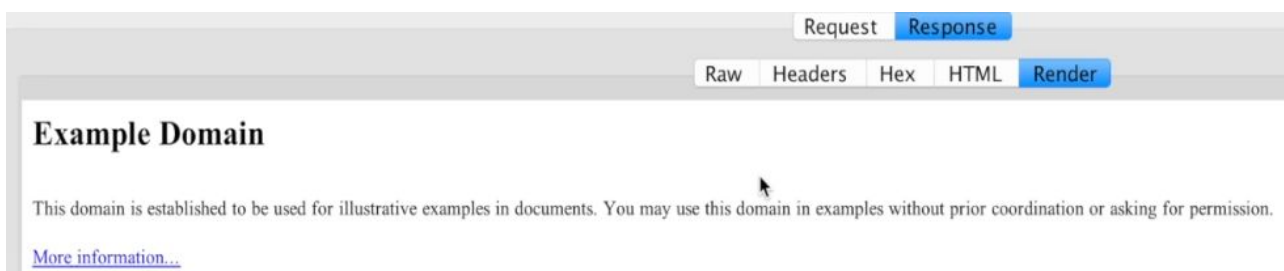 Request Response
Raw Headers Hex HTML Render
Example Domain
This domain is established to be used for illustrative examples in documents. You may use this domain in examples without prior coordination or asking for permission.
More information...